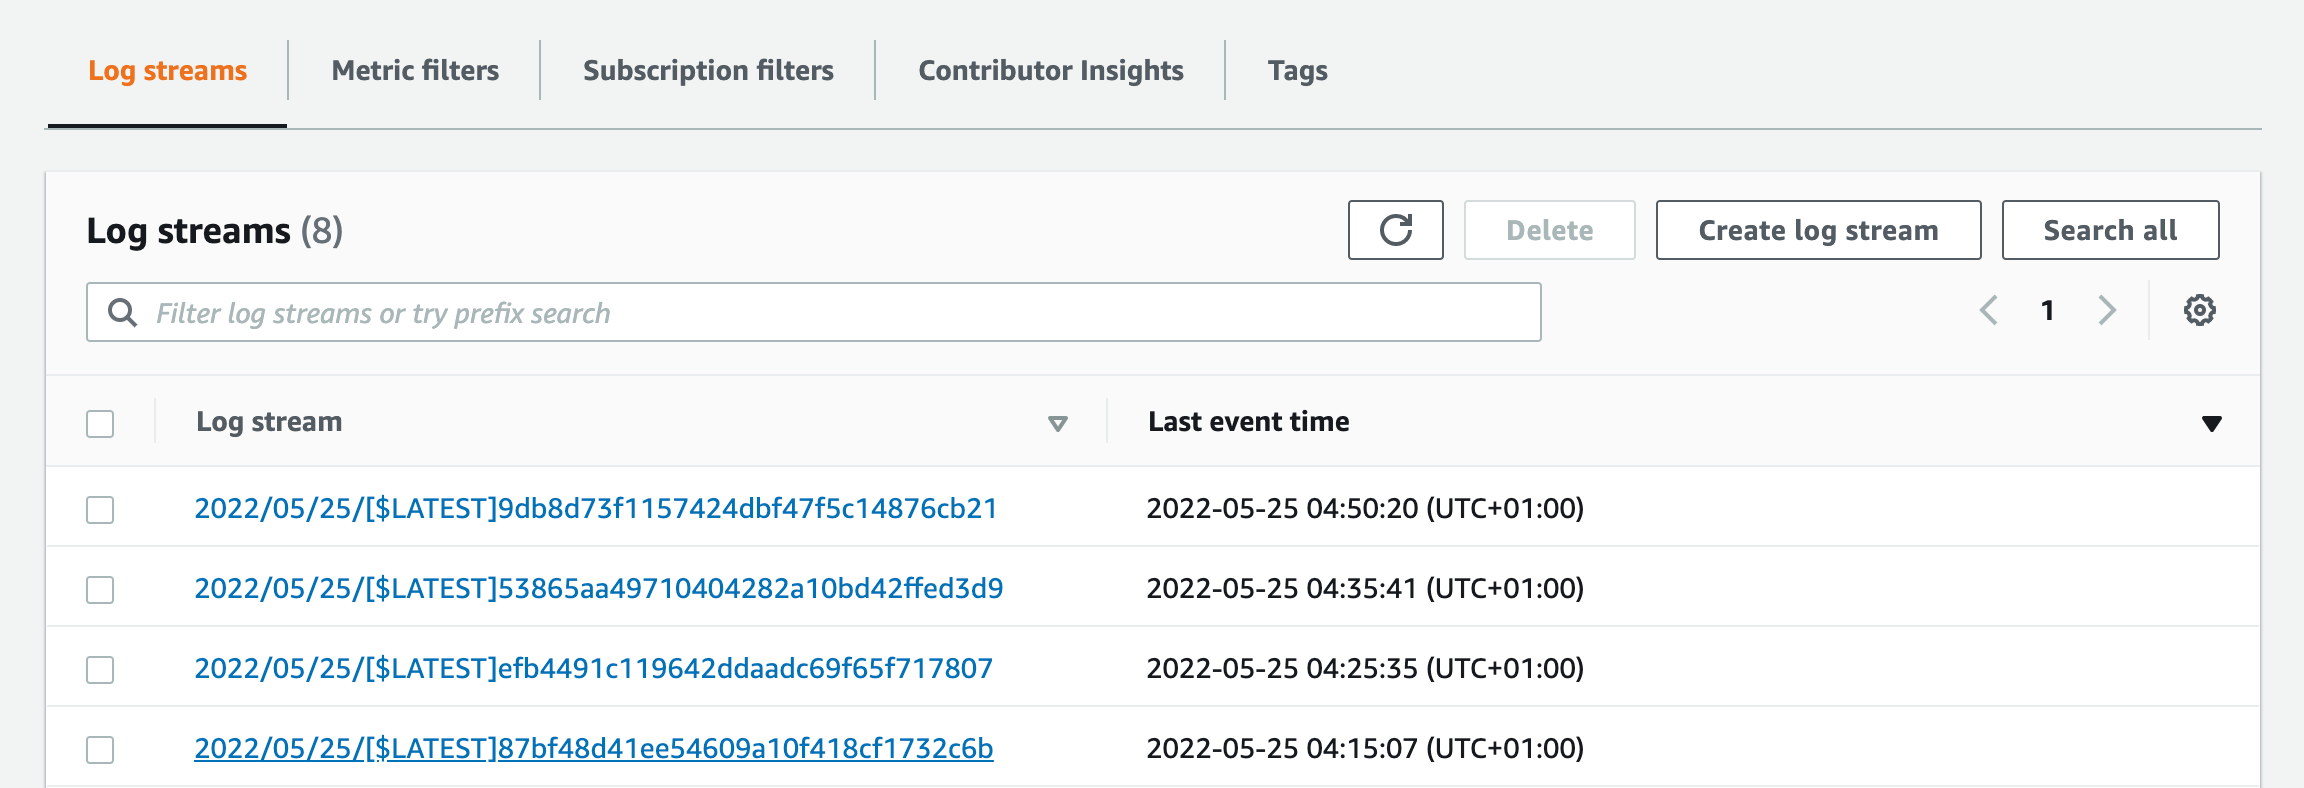 Log streams Metric filters Subscription filters Contributor Insights Tags
Log streams (8) Delete Create log stream Search all
Filter log streams or try prefix search 1
Log stream Last event time
2022/05/25/[$LATEST]9db8d73f1157424dbf47f5c14876cb21 2022-05-25 04:50:20 (UTC+01:00)
2022/05/25/[$LATEST]53865aa49710404282a10bd42ffed3d9 2022-05-25 04:35:41 (UTC+01:00)
2022/05/25/[$LATEST]efb4491c119642ddaadc69f65f717807 2022-05-25 04:25:35 (UTC+01:00)
2022/05/25/[$LATEST]87bf48d41ee54609a10f418cf1732c6b 2022-05-25 04:15:07 (UTC+01:00)